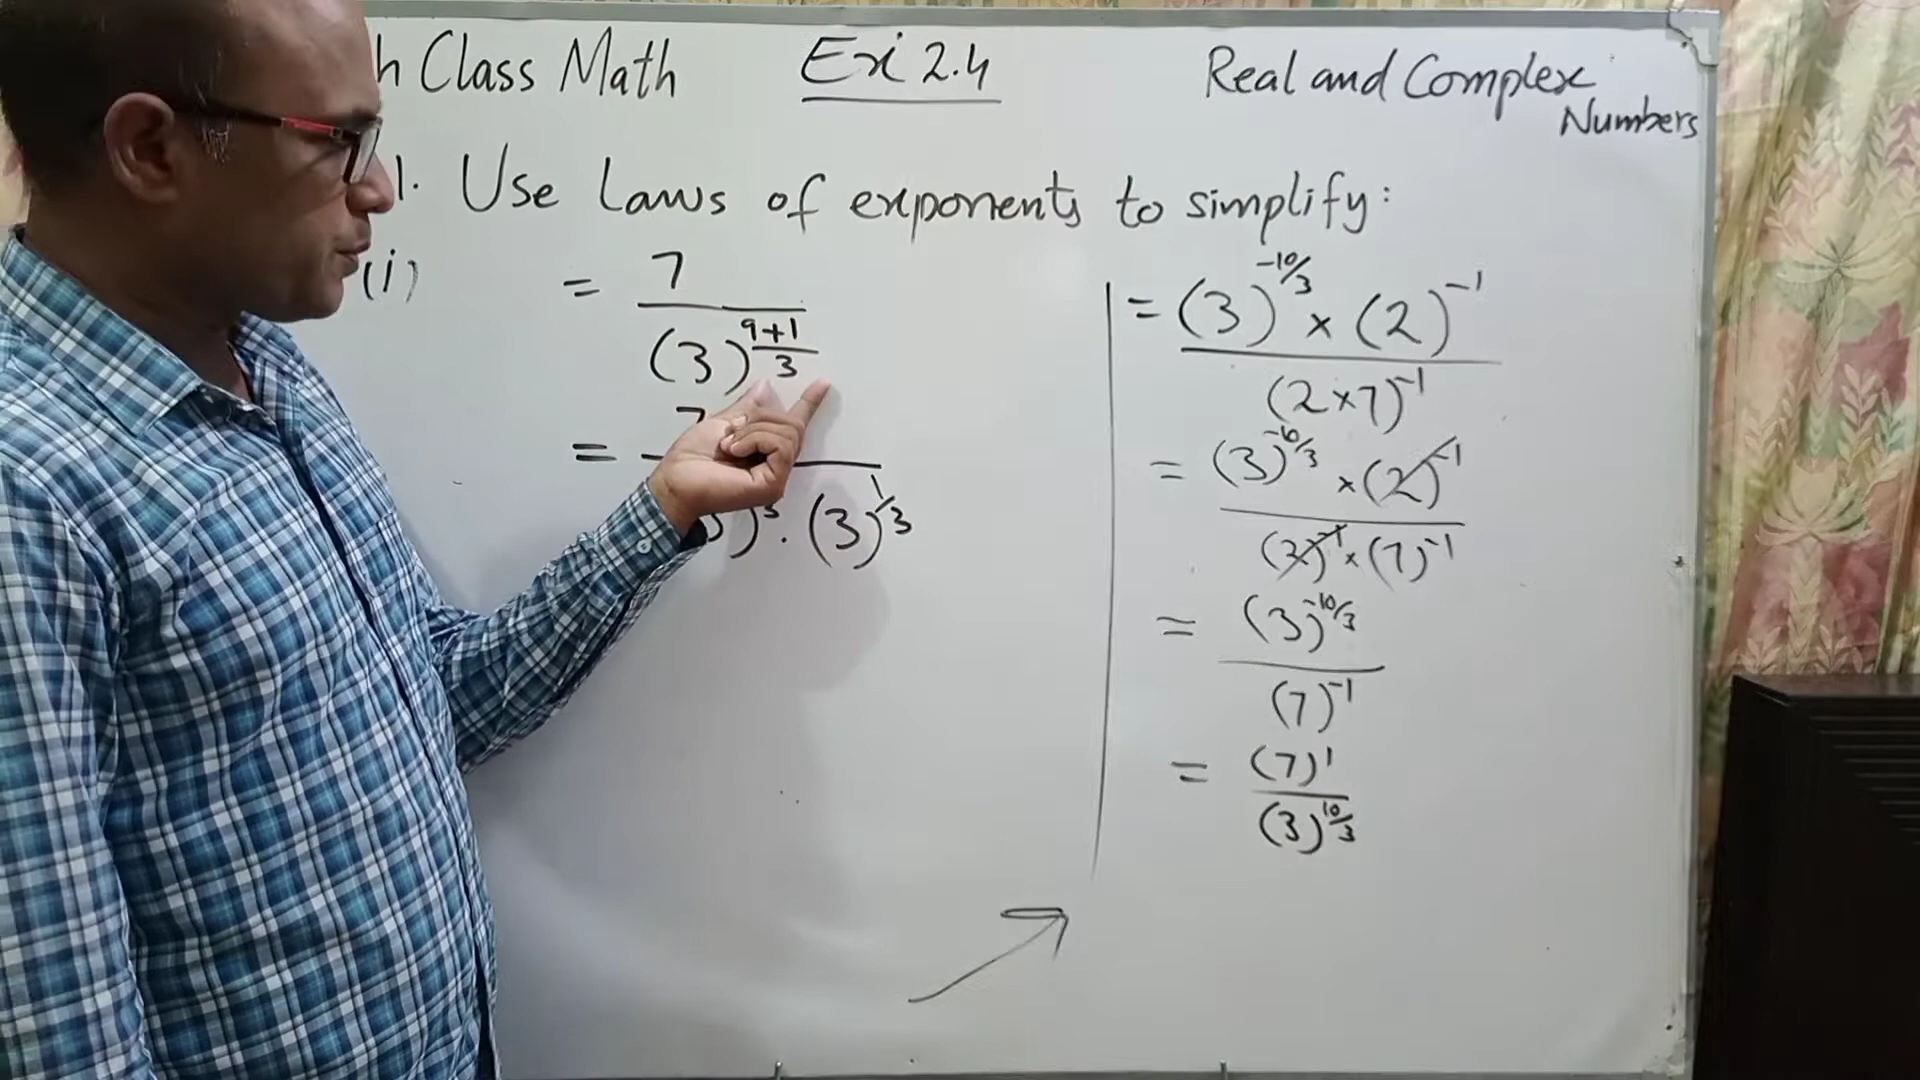 h Class Math Exi 2.4 Real and Complex
Numbers
1. Use Laws of exponents to simplify:
(i) = 7
(3)^(9+1)/3
= 7
3)^3 . (3)^1/3
= (3)^-10/3 × (2)^-1
(2×7)^-1
= (3)^-10/3 × (2)^-1
(2)^-1 × (7)^-1
= (3)^-10/3
(7)^-1
= (7)^1
(3)^10/3